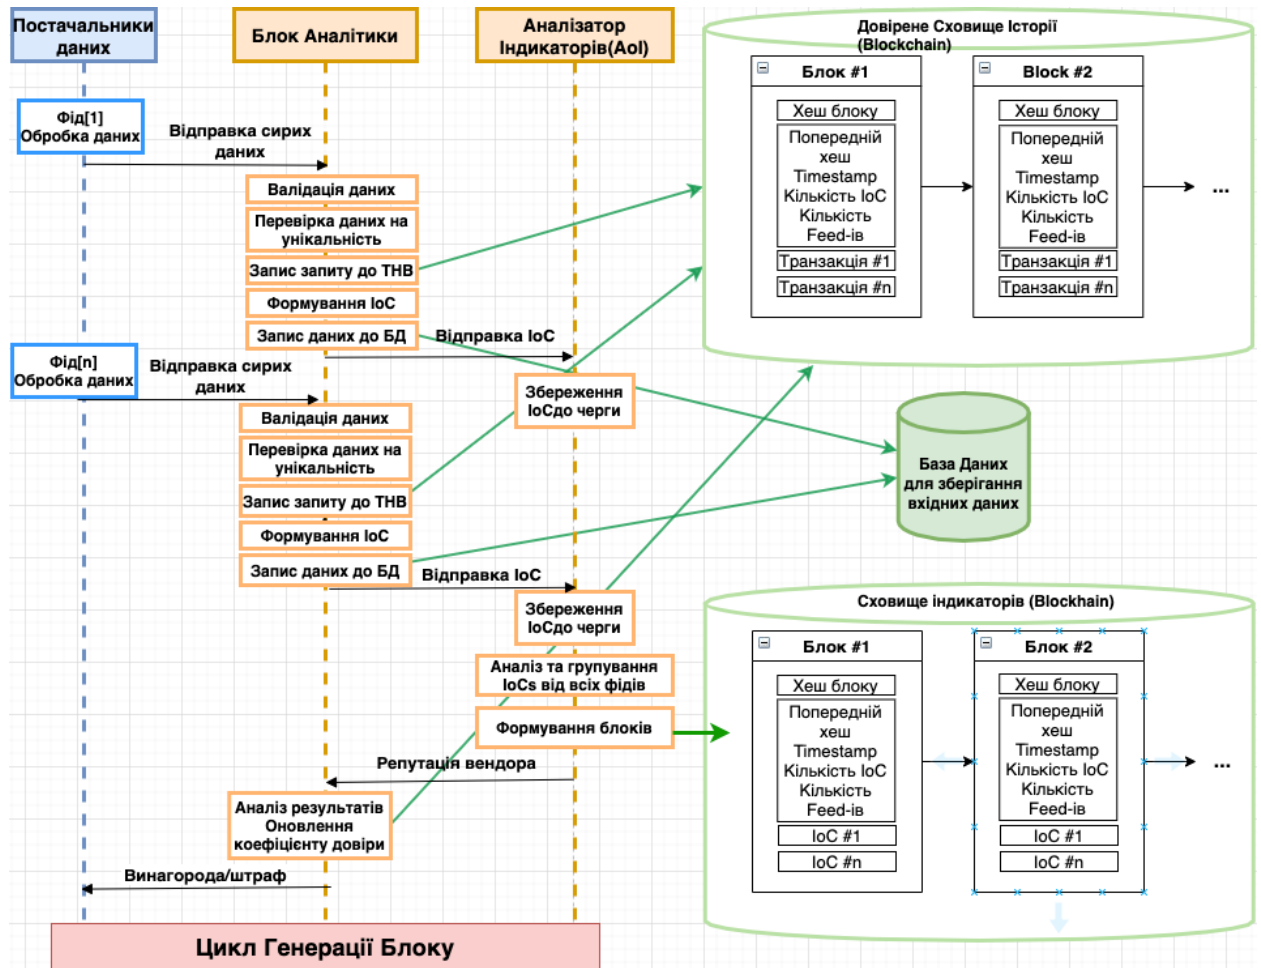 Постачальники
даних
Блок Аналітики
Аналізатор
Індикаторів(AoI)
Фід[1]
Обробка даних
Відправка сирих
даних
Валідація даних
Перевірка даних на
унікальність
Запис запиту до ТНВ
Формування IoC
Запис даних до БД
Відправка IoC
Збереження
IoCдо черги
Фід[n]
Обробка даних
Відправка сирих
даних
Валідація даних
Перевірка даних на
унікальність
Запис запиту до ТНВ
Формування IoC
Запис даних до БД
Відправка IoC
Збереження
IoCдо черги
Аналіз та групування
IoCs від всіх фідів
Формування блоків
Репутація вендора
Аналіз результатів
Оновлення
коефіцієнту довіри
Винагорода/штраф
Цикл Генерації Блоку
Довірене Сховище Історії
(Blockchain)
Блок #1
Хеш блоку
Попередній
хеш
Timestamp
Кількість IoC
Кількість
Feed-ів
Транзакція #1
Транзакція #n
Block #2
Хеш блоку
Попередній
хеш
Timestamp
Кількість IoC
Кількість
Feed-ів
Транзакція #1
Транзакція #n
...
База Даних
для зберігання
вхідних даних
Сховище індикаторів (Blockhain)
Блок #1
Хеш блоку
Попередній
хеш
Timestamp
Кількість IoC
Кількість
Feed-ів
IoC #1
IoC #n
Блок #2
Хеш блоку
Попередній
хеш
Timestamp
Кількість IoC
Кількість
Feed-ів
IoC #1
IoC #n
...